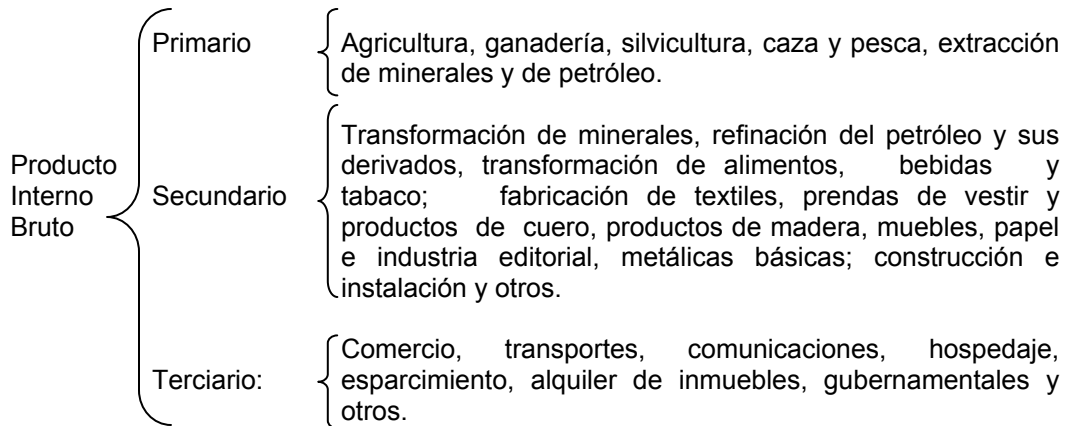 Primario
Agricultura, ganadería, silvicultura, caza y pesca, extracción
de minerales y de petróleo.
Producto
Interno
Bruto
Secundario
Transformación de minerales, refinación del petróleo y sus
derivados, transformación de alimentos, bebidas y
tabaco; fabricación de textiles, prendas de vestir y
productos de cuero, productos de madera, muebles, papel
e industria editorial, metálicas básicas; construcción e
instalación y otros.
Terciario:
Comercio, transportes, comunicaciones, hospedaje,
esparcimiento, alquiler de inmuebles, gubernamentales y
otros.